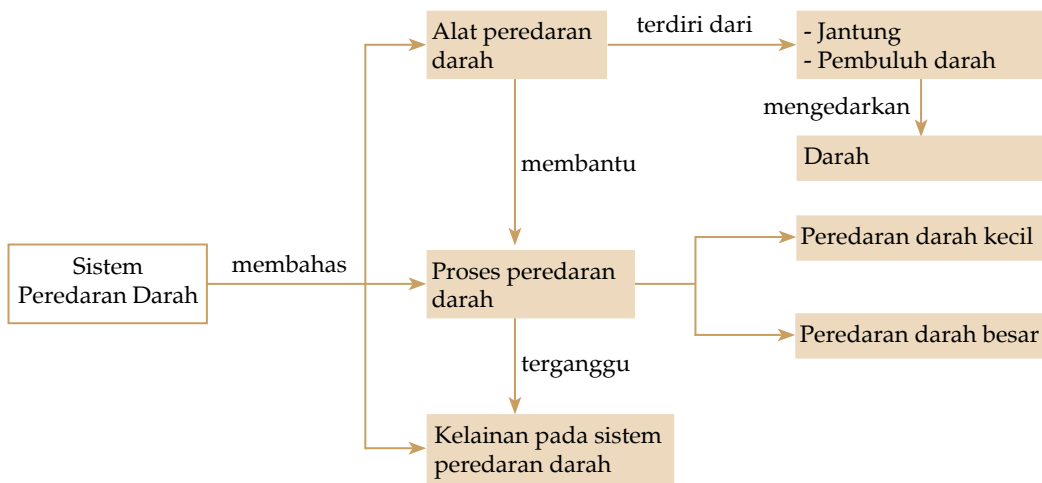 Alat peredaran
darah
terdiri dari
- Jantung
- Pembuluh darah
mengedarkan
Darah
membantu
Sistem
Peredaran Darah
membahas
Proses peredaran
darah
Peredaran darah kecil
Peredaran darah besar
terganggu
Kelainan pada sistem
peredaran darah